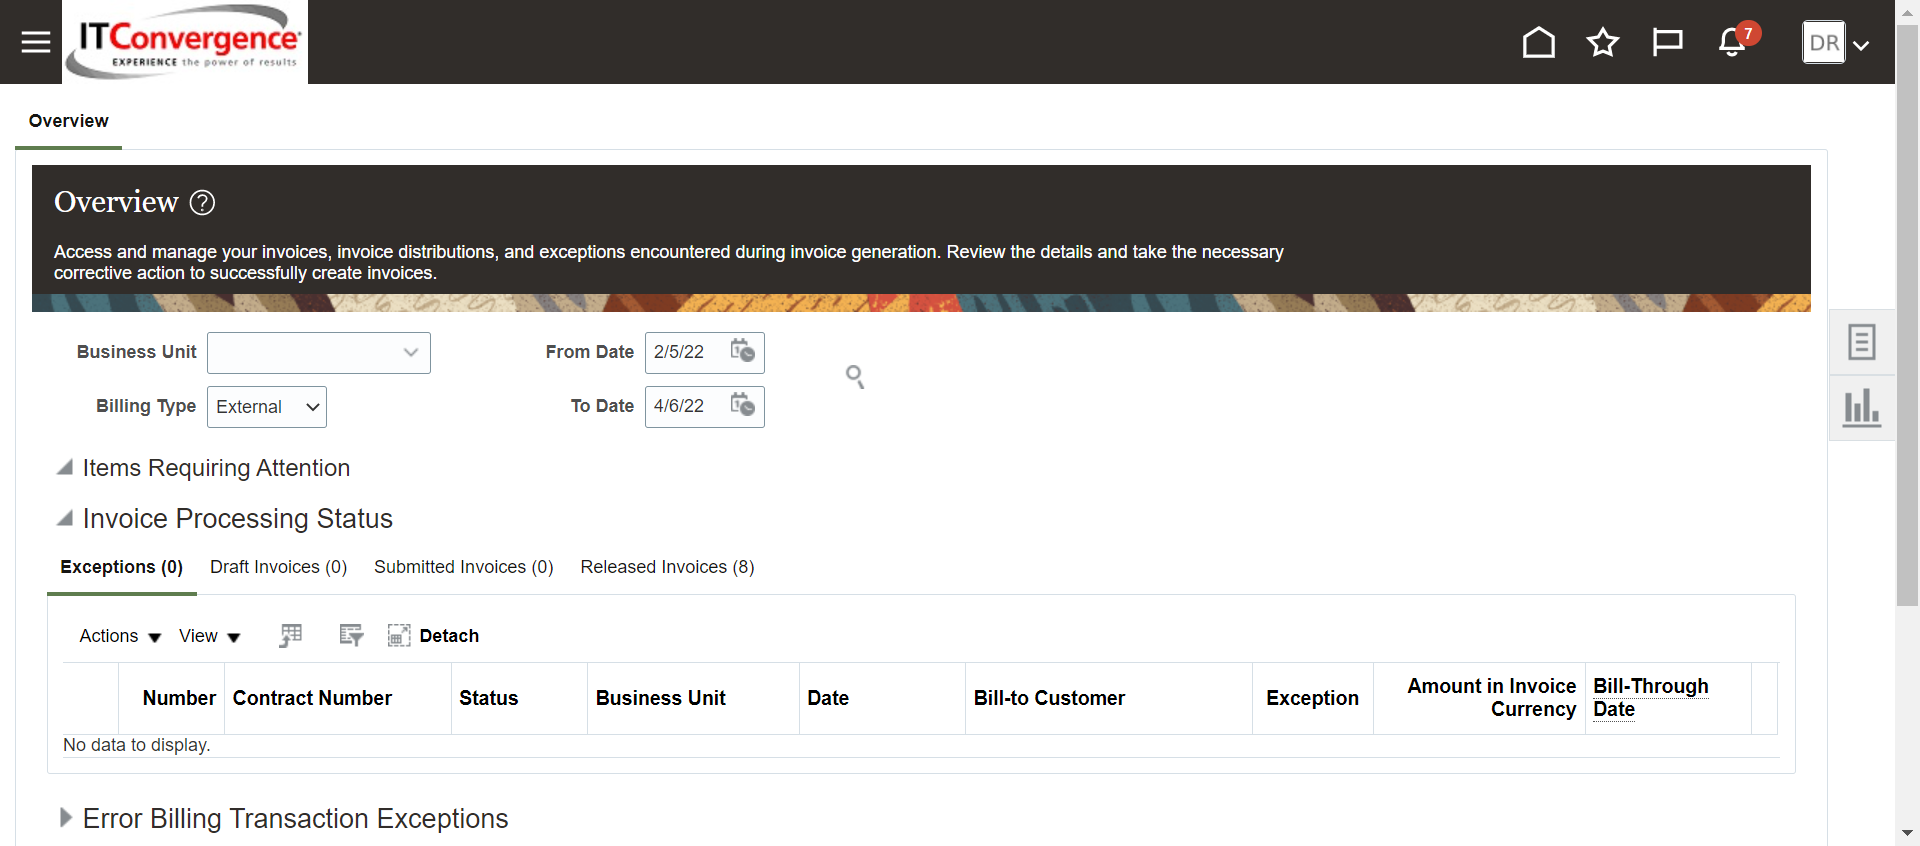 ITConvergence
EXPERIENCE the power of results
7
DR
Overview
Overview ?
Access and manage your invoices, invoice distributions, and exceptions encountered during invoice generation. Review the details and take the necessary
corrective action to successfully create invoices.
Business Unit
From Date 2/5/22
Billing Type External
To Date 4/6/22
Items Requiring Attention
Invoice Processing Status
Exceptions (0) Draft Invoices (0) Submitted Invoices (0) Released Invoices (8)
Actions View Detach
Number Contract Number Status Business Unit Date Bill-to Customer Exception Amount in Invoice Currency Bill-Through Date
No data to display.
Error Billing Transaction Exceptions